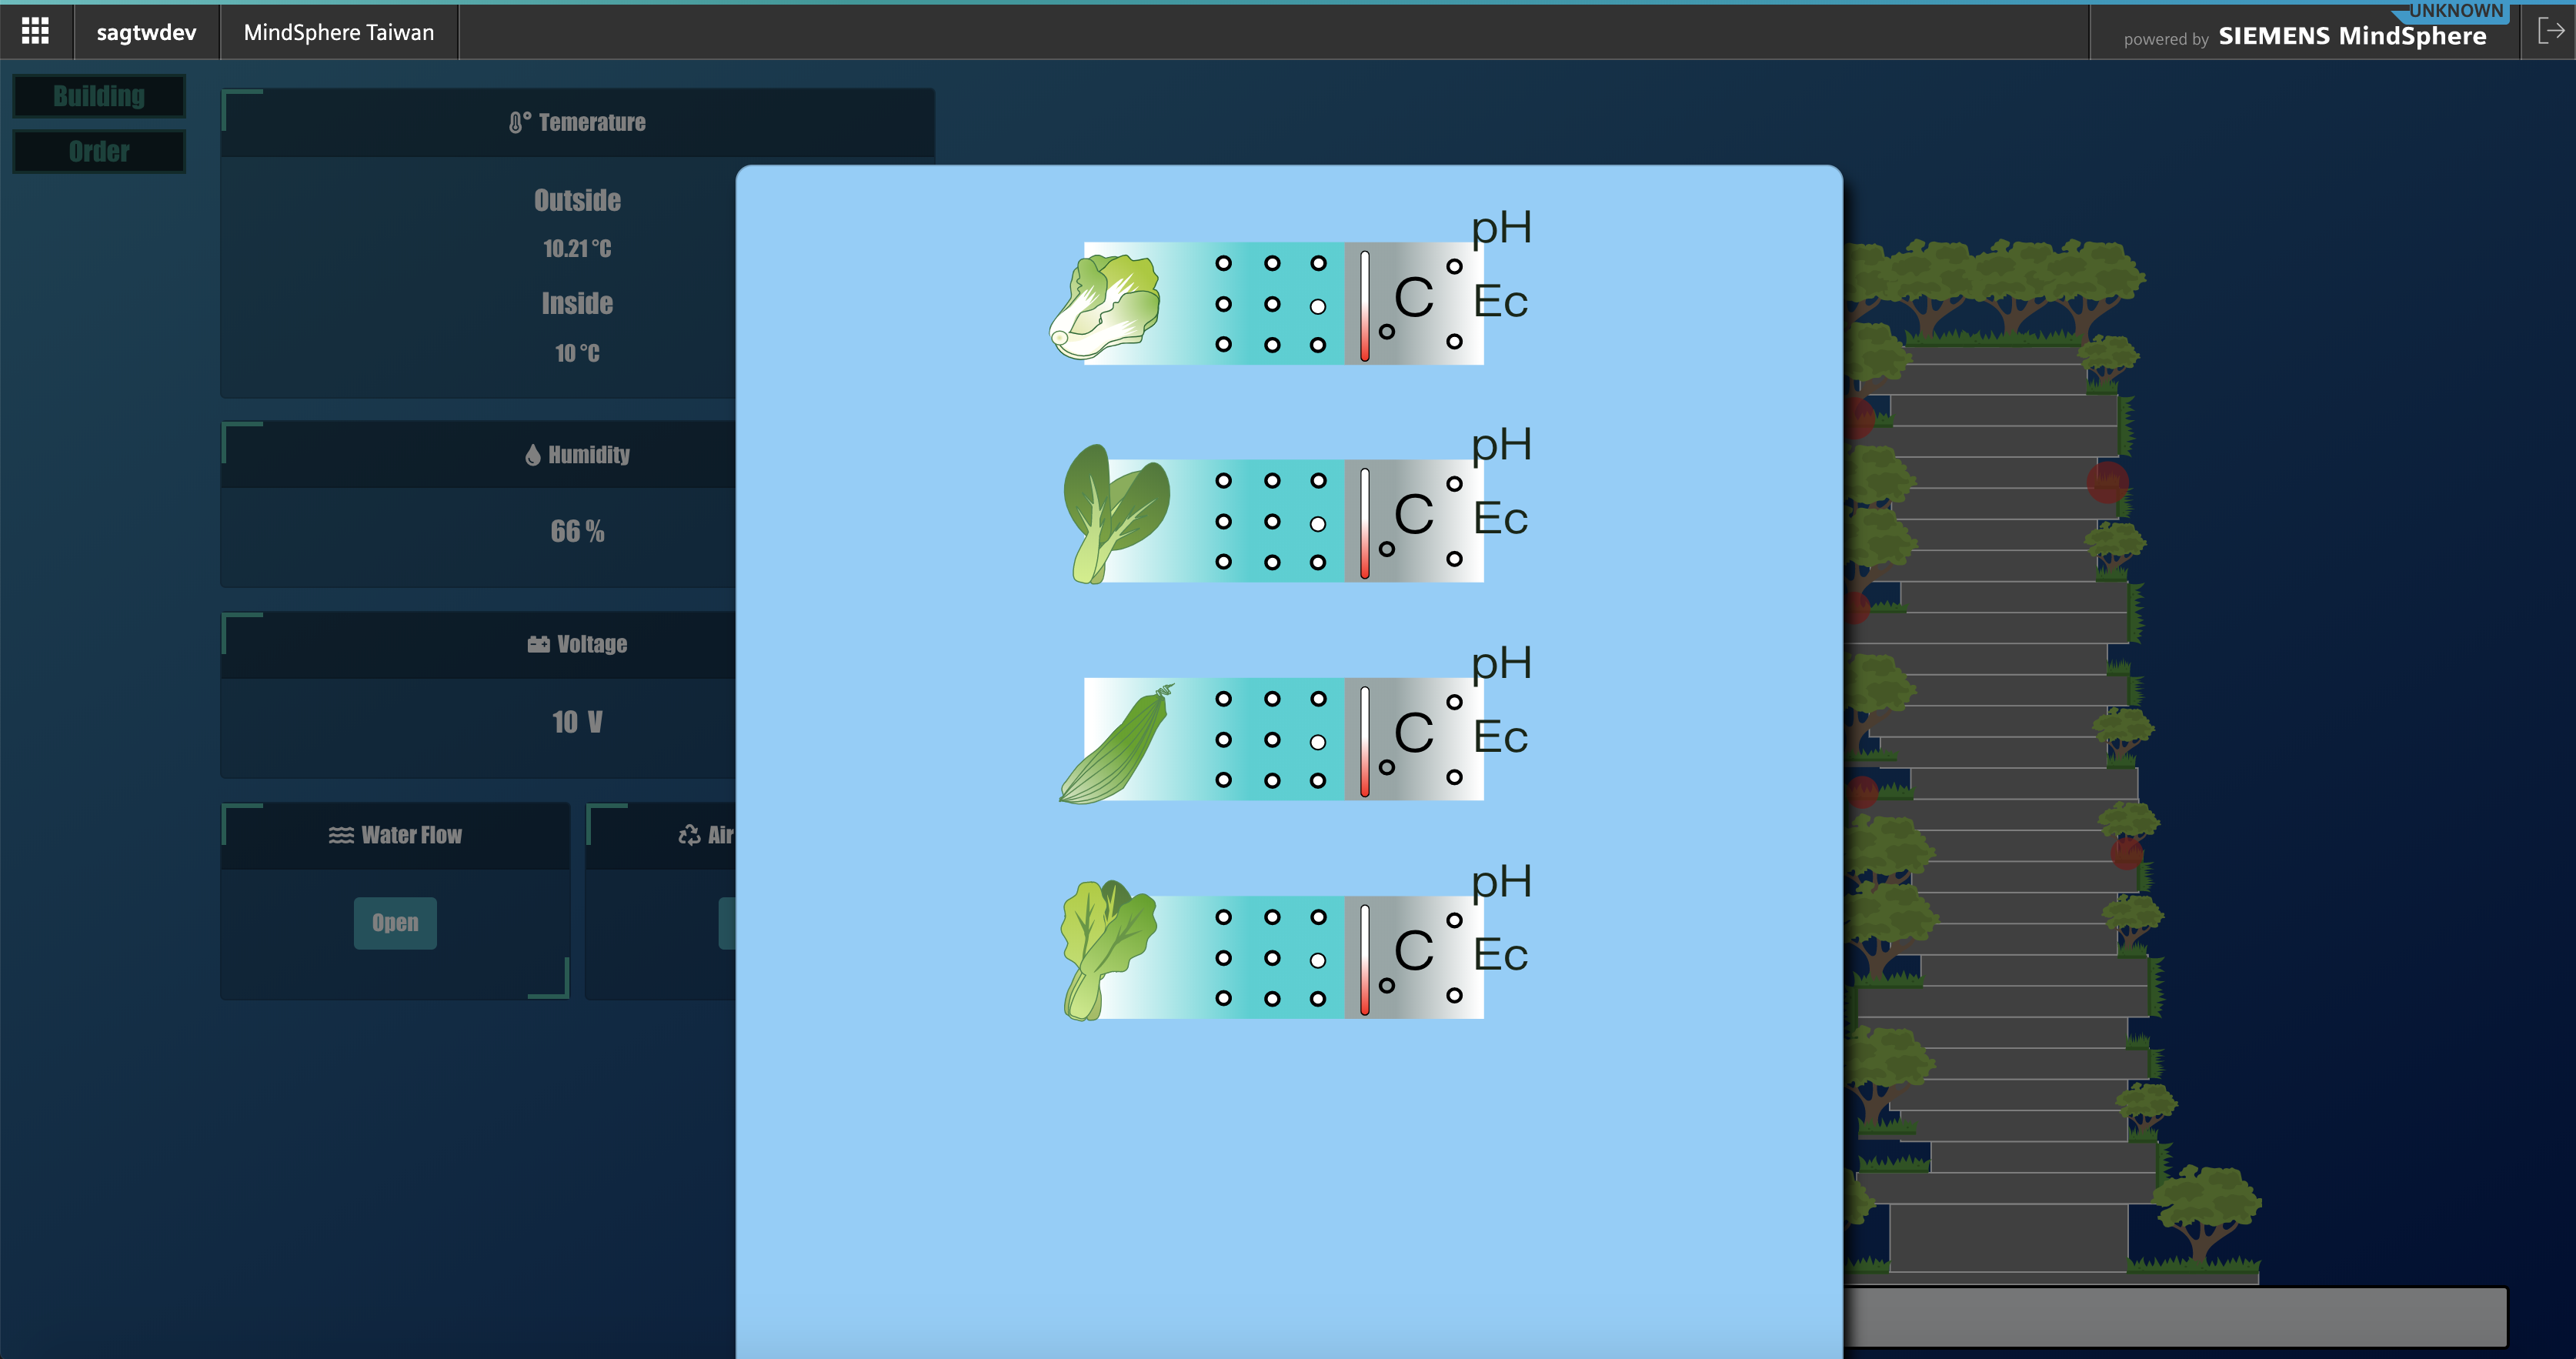 sagtwdev
MindSphere Taiwan
UNKNOWN
powered by SIEMENS MindSphere
Building
Order
Temerature
Outside
10.21 °C
Inside
10 °C
Humidity
66 %
Voltage
10 V
Water Flow
Open
Air
pH
C
Ec
pH
C
Ec
pH
C
Ec
pH
C
Ec